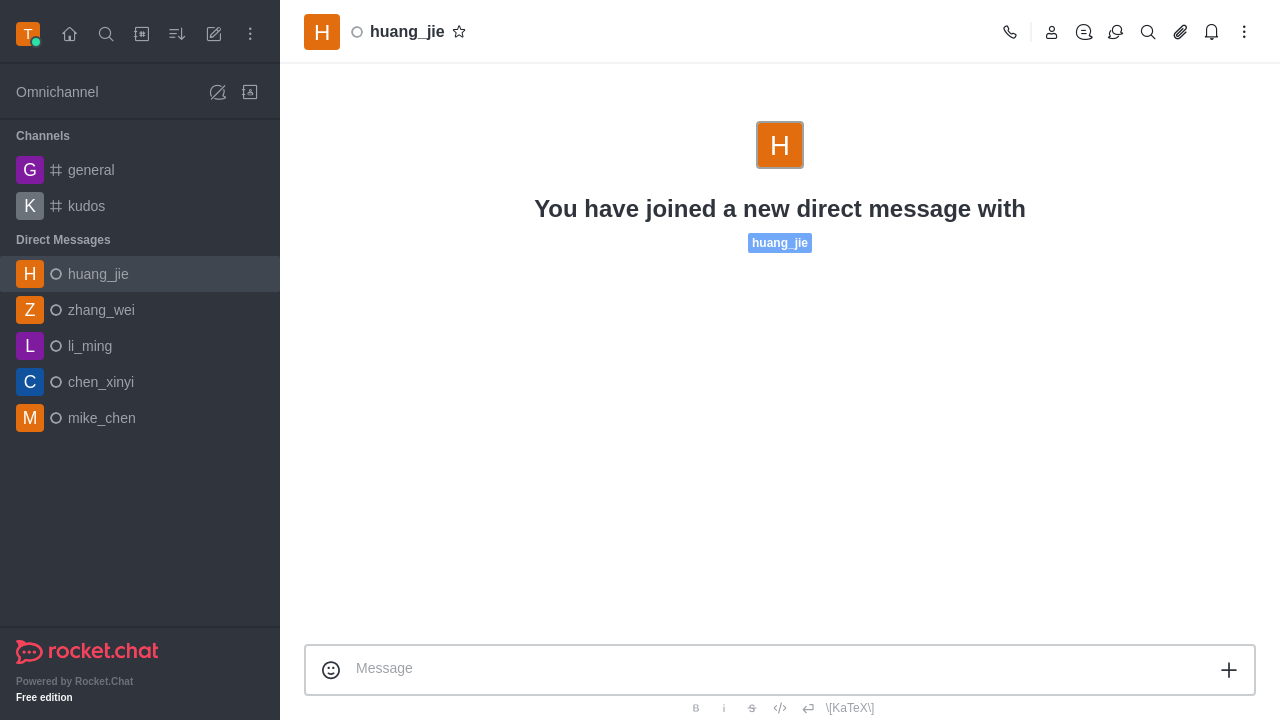 T
Omnichannel
Channels
G general
K kudos
Direct Messages
H huang_jie
Z zhang_wei
L li_ming
C chen_xinyi
M mike_chen
rocket.chat
Powered by Rocket.Chat
Free edition
H huang_jie
H
You have joined a new direct message with
huang_jie
Message
B i S \[KaTeX\]